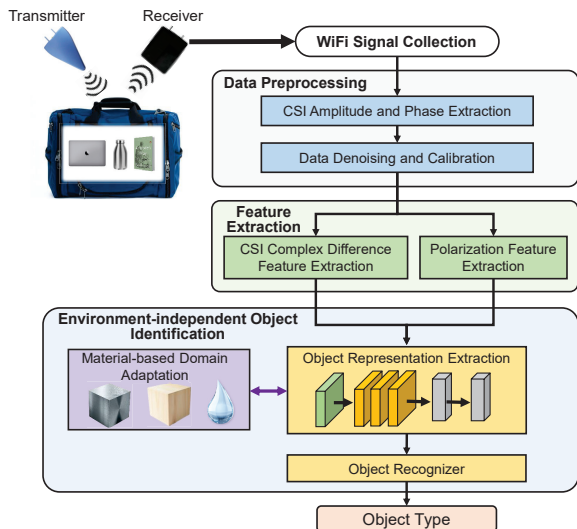 Transmitter
Receiver
WiFi Signal Collection
Data Preprocessing
CSI Amplitude and Phase Extraction
Data Denoising and Calibration
Feature
Extraction
CSI Complex Difference
Feature Extraction
Polarization Feature
Extraction
Environment-independent Object
Identification
Material-based Domain
Adaptation
Object Representation Extraction
Object Recognizer
Object Type